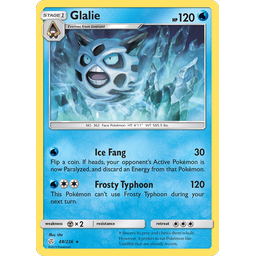 STAGE 1
Glalie
HP 120
Evolves from Snorunt
NO. 362 Face Pokémon HT: 4'11" WT: 565.5 lbs.
Ice Fang 30
Flip a coin. If heads, your opponent's Active Pokémon is
now Paralyzed, and discard an Energy from that Pokémon.
Frosty Typhoon 120
This Pokémon can't use Frosty Typhoon during your
next turn.
weakness ×2 resistance retreat
49/236